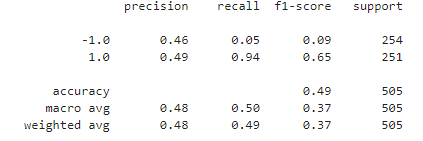 precision recall f1-score support
-1.0 0.46 0.05 0.09 254
1.0 0.49 0.94 0.65 251
accuracy 0.49 505
macro avg 0.48 0.50 0.37 505
weighted avg 0.48 0.49 0.37 505